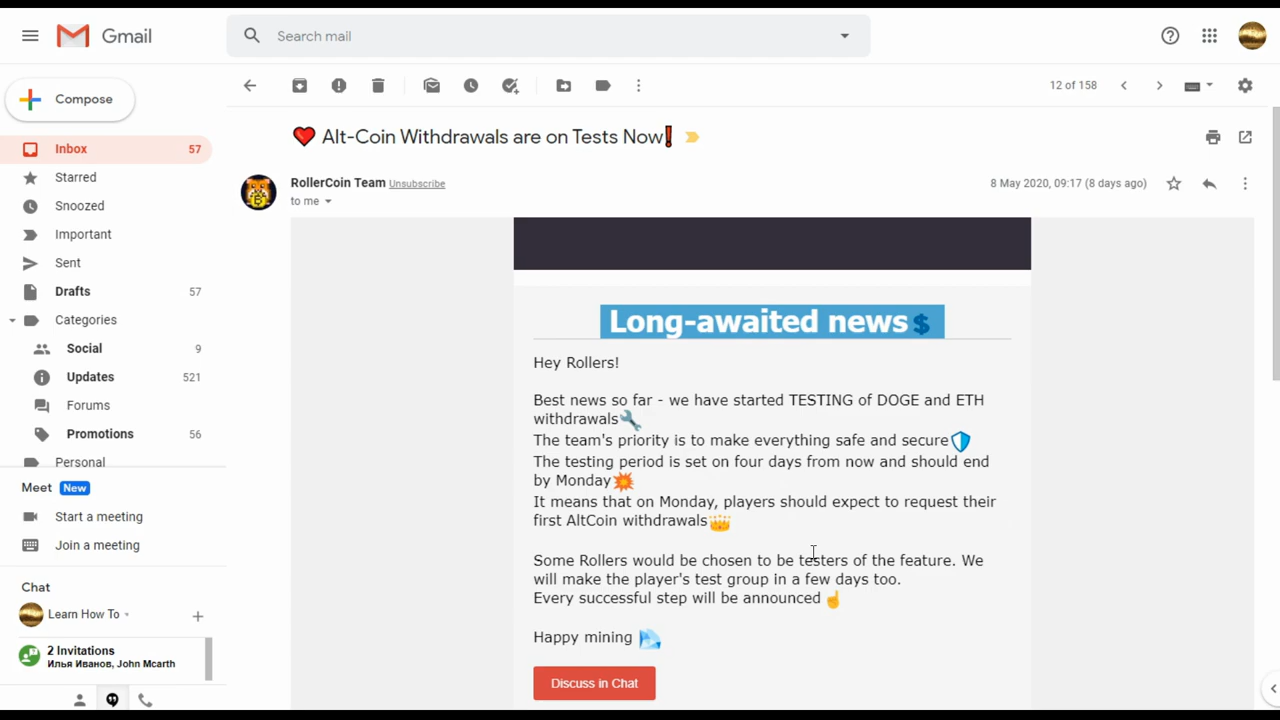 Gmail
Search mail
Compose
12 of 158
Inbox 57
Starred
Snoozed
Important
Sent
Drafts 57
Categories
Social 9
Updates 521
Forums
Promotions 56
Personal
Meet New
Start a meeting
Join a meeting
Chat
Learn How To
2 Invitations
Илья Иванов, John Mcarth
❤️ Alt-Coin Withdrawals are on Tests Now❗
RollerCoin Team Unsubscribe
8 May 2020, 09:17 (8 days ago)
to me
Long-awaited news💲
Hey Rollers!
Best news so far - we have started TESTING of DOGE and ETH
withdrawals🔧
The team's priority is to make everything safe and secure🛡️
The testing period is set on four days from now and should end
by Monday💥
It means that on Monday, players should expect to request their
first AltCoin withdrawals👑
Some Rollers would be chosen to be testers of the feature. We
will make the player's test group in a few days too.
Every successful step will be announced ☝️
Happy mining
Discuss in Chat